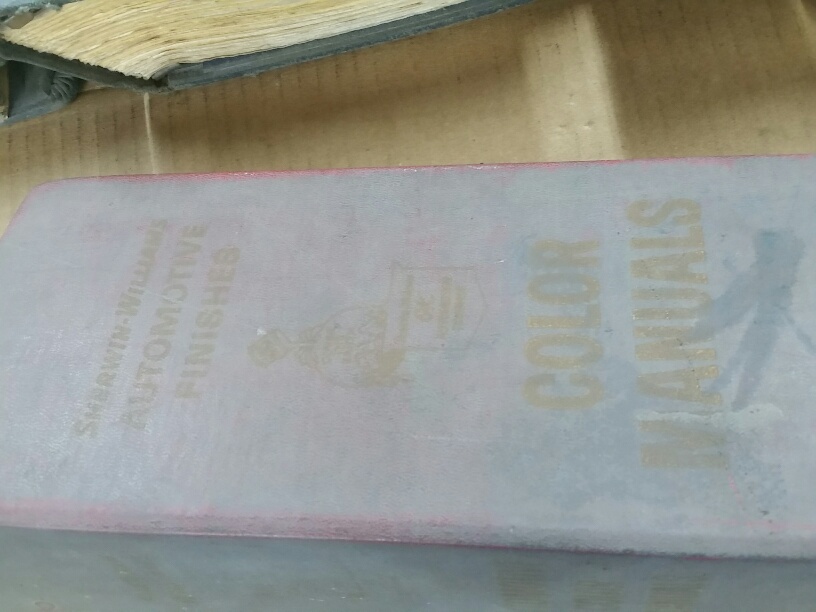 COLOR
MANUALS
SHERWIN-WILLIAMS
AUTOMOTIVE
FINISHES